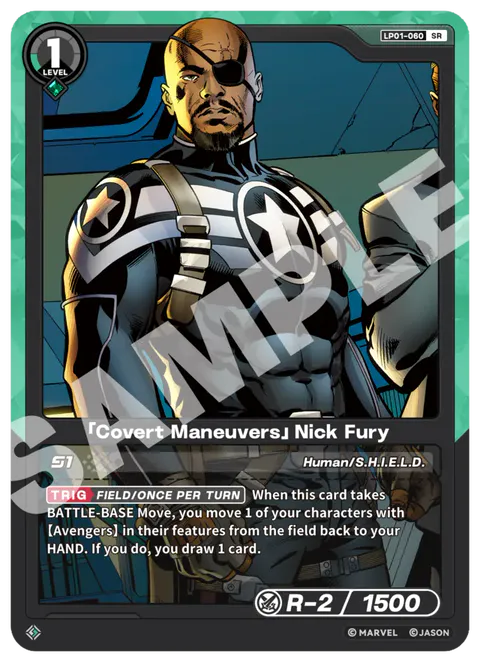 LP01-060 SR
1
LEVEL
SAMPLE
「Covert Maneuvers」 Nick Fury
S1
Human/S.H.I.E.L.D.
TRIG FIELD/ONCE PER TURN When this card takes
BATTLE-BASE Move, you move 1 of your characters with
【Avengers】 in their features from the field back to your
HAND. If you do, you draw 1 card.
R-2 / 1500
©MARVEL ©JASON